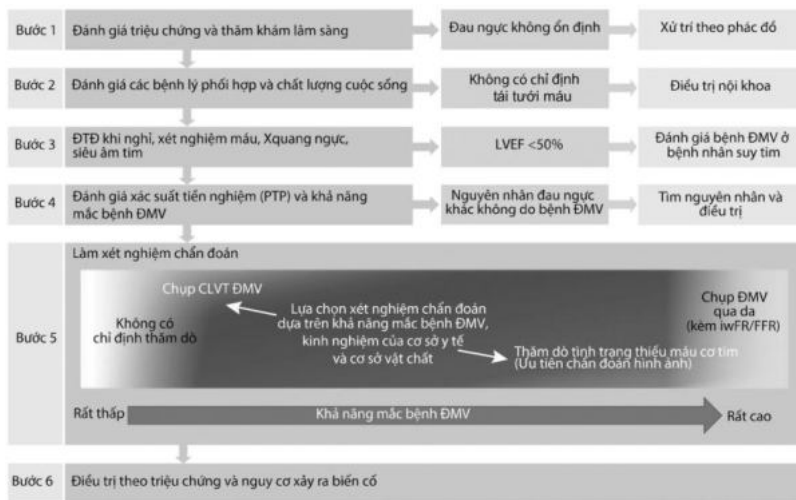 Bước 1
Đánh giá triệu chứng và thăm khám lâm sàng
Đau ngực không ổn định
Xử trí theo phác đồ
Bước 2
Đánh giá các bệnh lý phối hợp và chất lượng cuộc sống
Không có chỉ định
tái tưới máu
Điều trị nội khoa
Bước 3
ĐTĐ khi nghỉ, xét nghiệm máu, Xquang ngực,
siêu âm tim
LVEF <50%
Đánh giá bệnh ĐMV ở
bệnh nhân suy tim
Bước 4
Đánh giá xác suất tiền nghiệm (PTP) và khả năng
mắc bệnh ĐMV
Nguyên nhân đau ngực
khác không do bệnh ĐMV
Tìm nguyên nhân và
điều trị
Bước 5
Làm xét nghiệm chẩn đoán
Chụp CLVT ĐMV
Không có
chỉ định thăm dò
Lựa chọn xét nghiệm chẩn đoán
dựa trên khả năng mắc bệnh ĐMV,
kinh nghiệm của cơ sở y tế
và cơ sở vật chất
Thăm dò tình trạng thiếu máu cơ tim
(Ưu tiên chẩn đoán hình ảnh)
Chụp ĐMV
qua da
(kèm iwFR/FFR)
Rất thấp
Khả năng mắc bệnh ĐMV
Rất cao
Bước 6
Điều trị theo triệu chứng và nguy cơ xảy ra biến cố